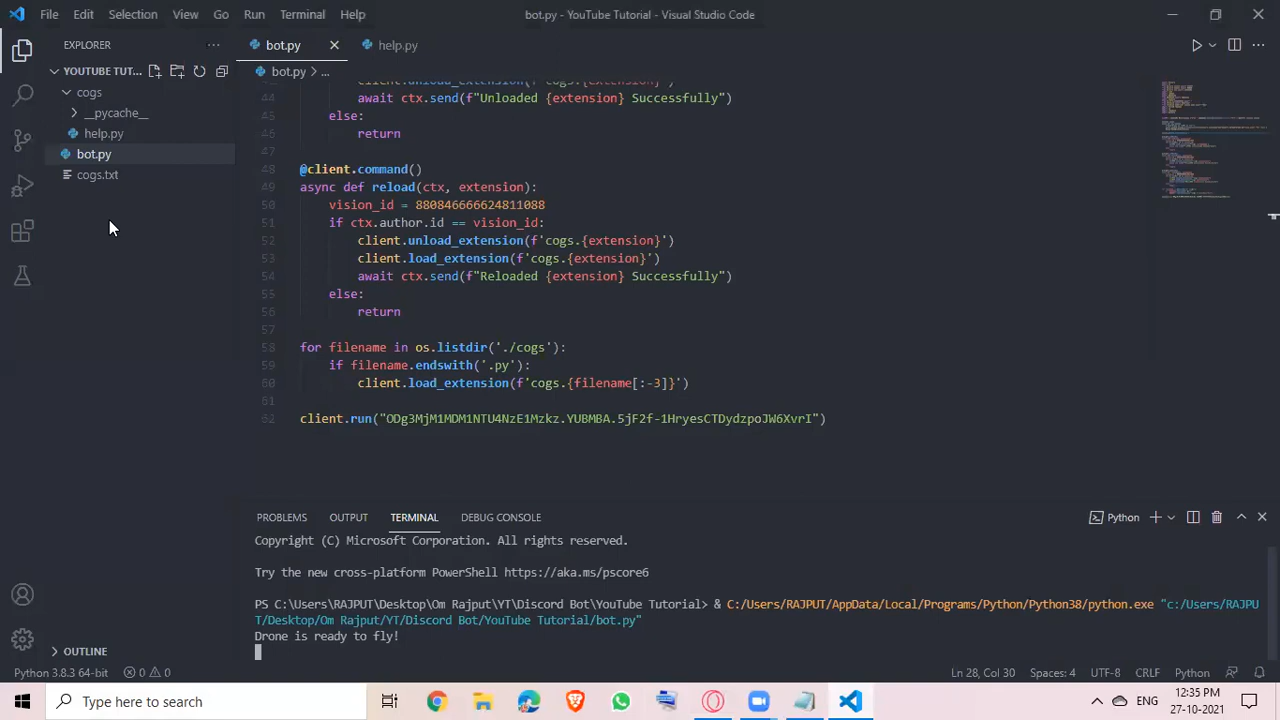 File Edit Selection View Go Run Terminal Help
bot.py - YouTube Tutorial - Visual Studio Code
EXPLORER
YOUTUBE TUT...
cogs
__pycache__
help.py
bot.py
cogs.txt
OUTLINE
bot.py help.py
bot.py > ...
44 await ctx.send(f"Unloaded {extension} Successfully")
45 else:
46 return
47
48 @client.command()
49 async def reload(ctx, extension):
50 vision_id = 880846666624811088
51 if ctx.author.id == vision_id:
52 client.unload_extension(f'cogs.{extension}')
53 client.load_extension(f'cogs.{extension}')
54 await ctx.send(f"Reloaded {extension} Successfully")
55 else:
56 return
57
58 for filename in os.listdir('./cogs'):
59 if filename.endswith('.py'):
60 client.load_extension(f'cogs.{filename[:-3]}')
61
62 client.run("ODg3MjM1MDM1NTU4NzE1Mzkz.YUBMBA.5jF2f-1HryesCTDydzpoJW6XvrI")
PROBLEMS OUTPUT TERMINAL DEBUG CONSOLE
Python
Copyright (C) Microsoft Corporation. All rights reserved.
Try the new cross-platform PowerShell https://aka.ms/pscore6
PS C:\Users\RAJPUT\Desktop\Om Rajput\YT\Discord Bot\YouTube Tutorial> & C:/Users/RAJPUT/AppData/Local/Programs/Python/Python38/python.exe "c:/Users/RAJPU
T/Desktop/Om Rajput/YT/Discord Bot/YouTube Tutorial/bot.py"
Drone is ready to fly!
Python 3.8.3 64-bit 0 0 Ln 28, Col 30 Spaces: 4 UTF-8 CRLF Python
Type here to search
ENG
12:35 PM
27-10-2021